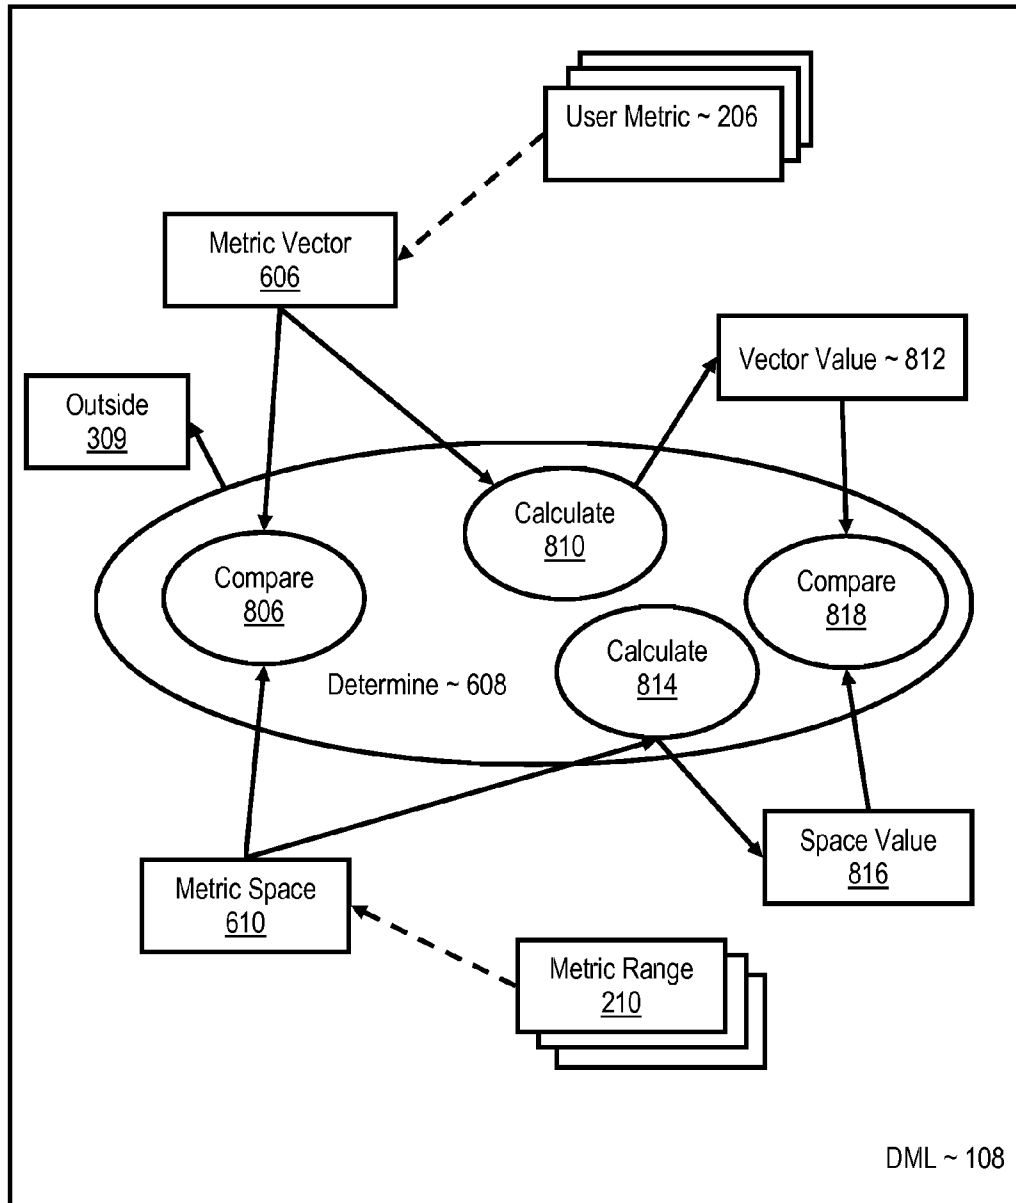 User Metric ~ 206
Metric Vector
606
Vector Value ~ 812
Outside
309
Calculate
810
Compare
806
Compare
818
Calculate
814
Determine ~ 608
Space Value
816
Metric Space
610
Metric Range
210
DML ~ 108